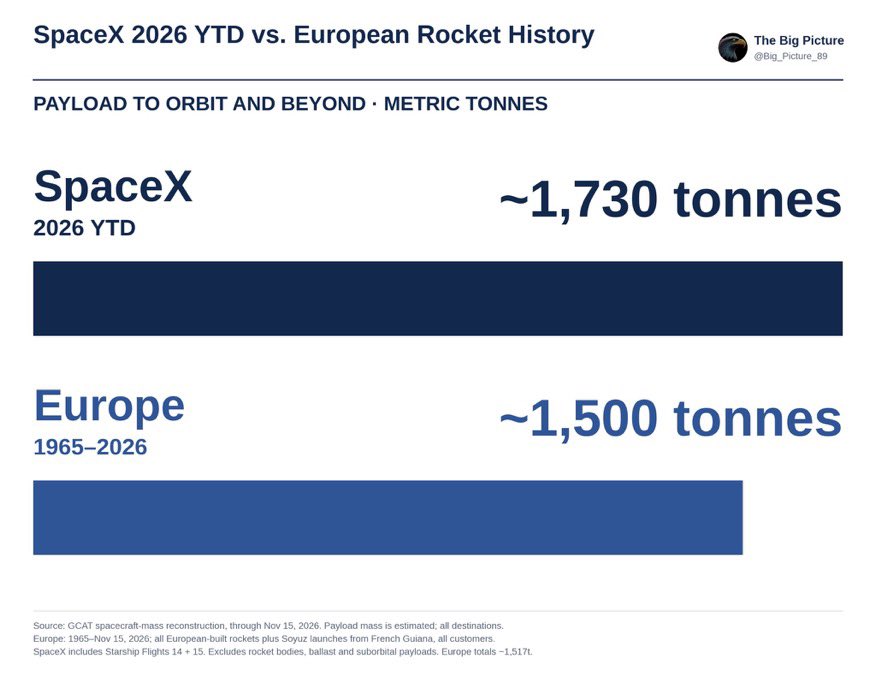 SpaceX 2026 YTD vs. European Rocket History
The Big Picture
@Big_Picture_89
PAYLOAD TO ORBIT AND BEYOND · METRIC TONNES
SpaceX
~1,730 tonnes
2026 YTD
Europe
~1,500 tonnes
1965–2026
Source: GCAT spacecraft-mass reconstruction, through Nov 15, 2026. Payload mass is estimated; all destinations.
Europe: 1965–Nov 15, 2026; all European-built rockets plus Soyuz launches from French Guiana, all customers.
SpaceX includes Starship Flights 14 + 15. Excludes rocket bodies, ballast and suborbital payloads. Europe totals ~1,517t.